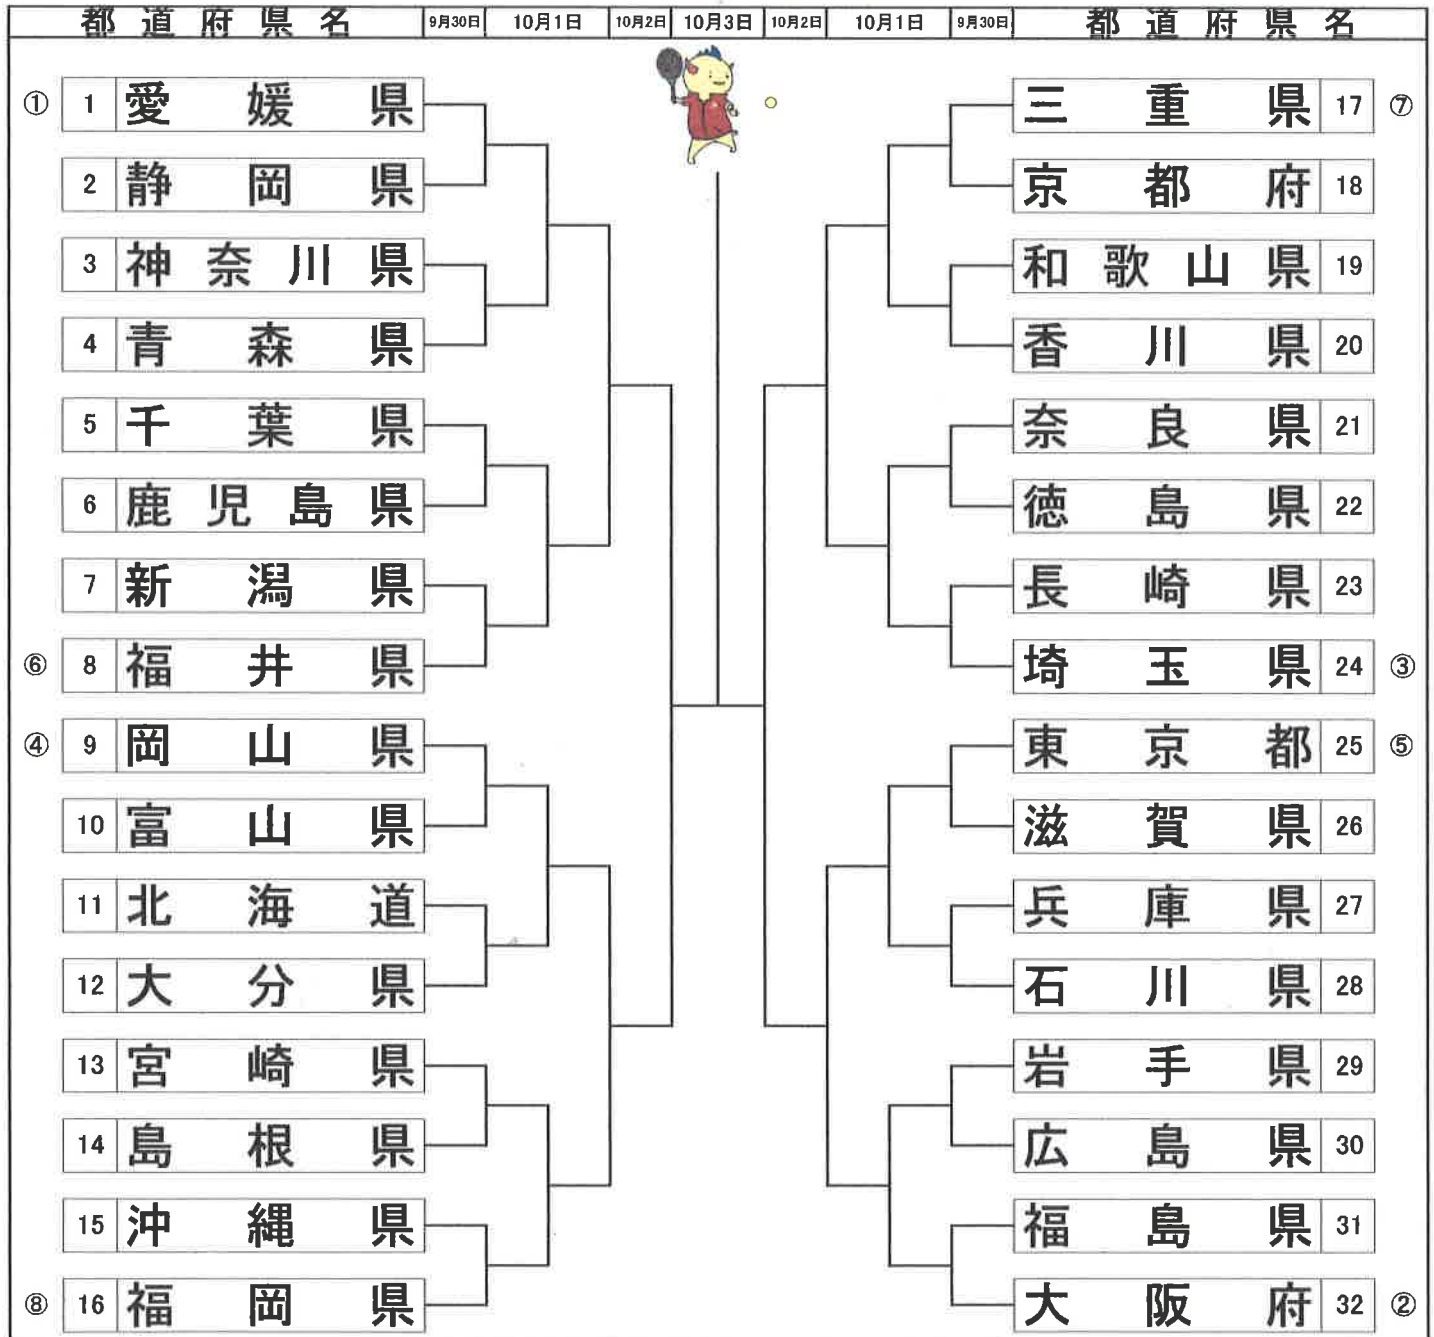 都道府県名 9月30日 10月1日 10月2日 10月3日 10月2日 10月1日 9月30日 都道府県名
① 1 愛媛県 三重県 17 ⑦
2 静岡県 京都府 18
3 神奈川県 和歌山県 19
4 青森県 香川県 20
5 千葉県 奈良県 21
6 鹿児島県 徳島県 22
7 新潟県 長崎県 23
⑥ 8 福井県 埼玉県 24 ③
④ 9 岡山県 東京都 25 ⑤
10 富山県 滋賀県 26
11 北海道 兵庫県 27
12 大分県 石川県 28
13 宮崎県 岩手県 29
14 島根県 広島県 30
15 沖縄県 福島県 31
⑧ 16 福岡県 大阪府 32 ②